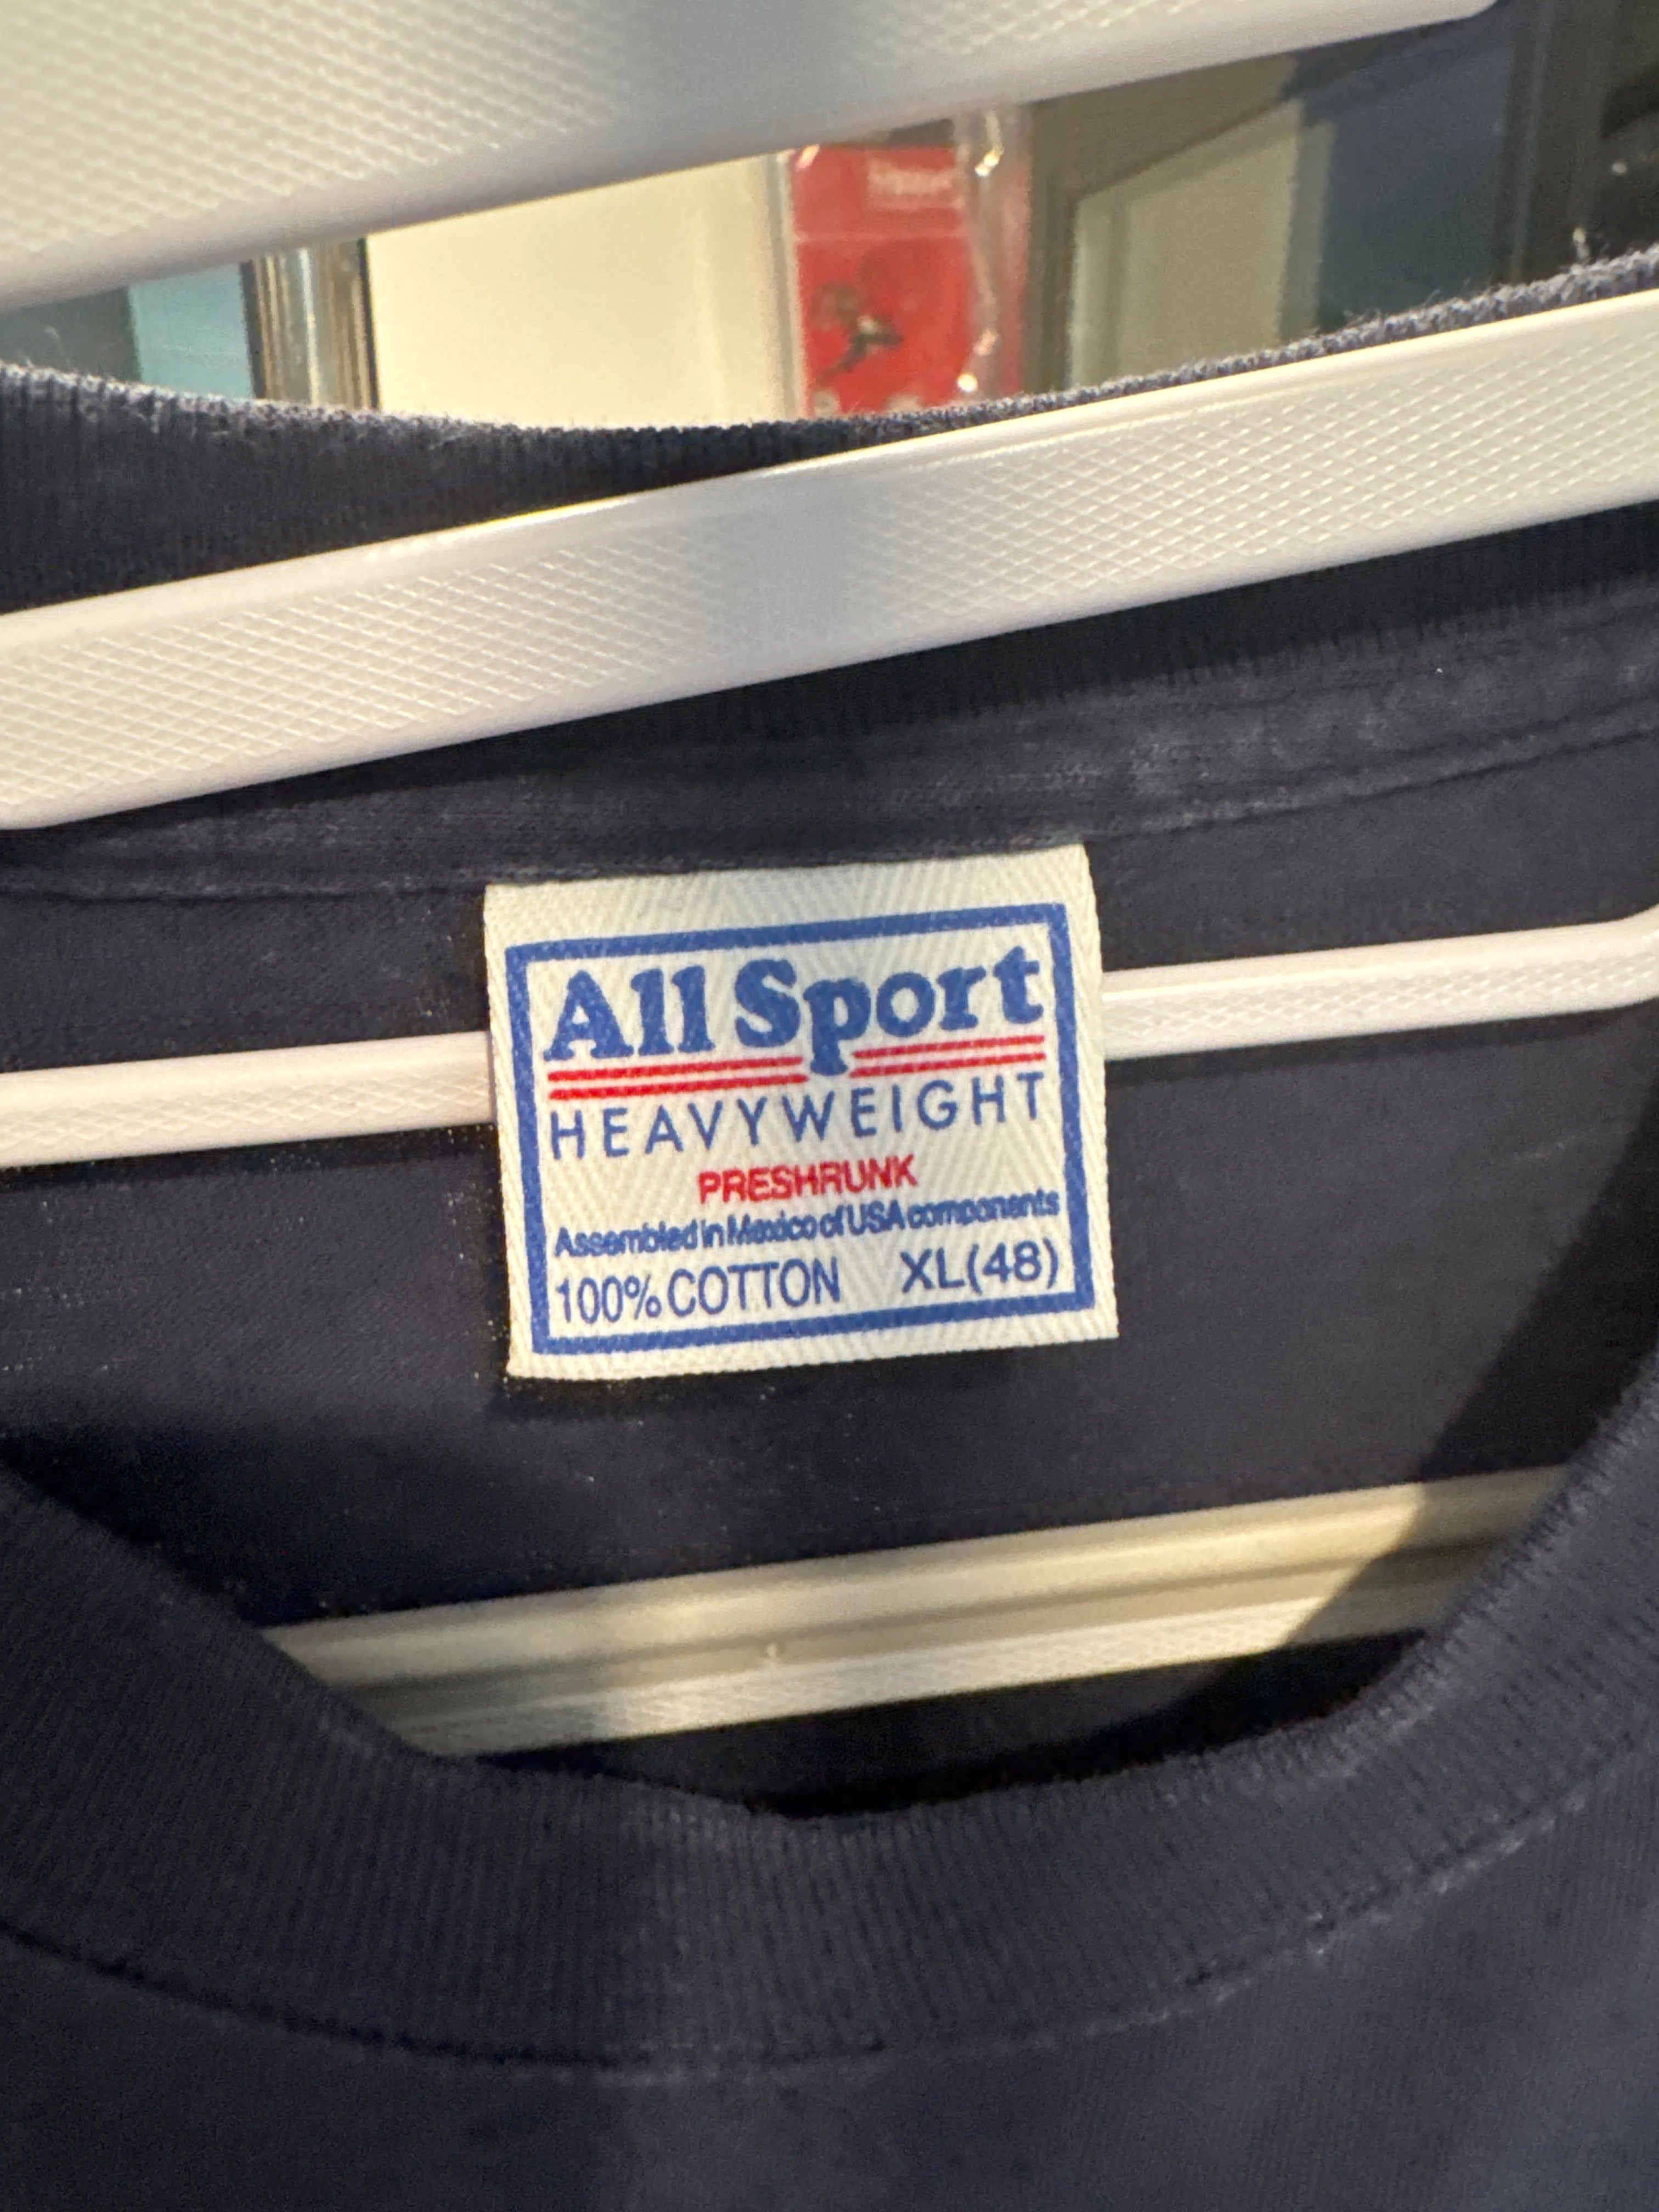 All Sport
HEAVYWEIGHT
PRESHRUNK
Assembled in Mexico of USA components
100% COTTON XL(48)